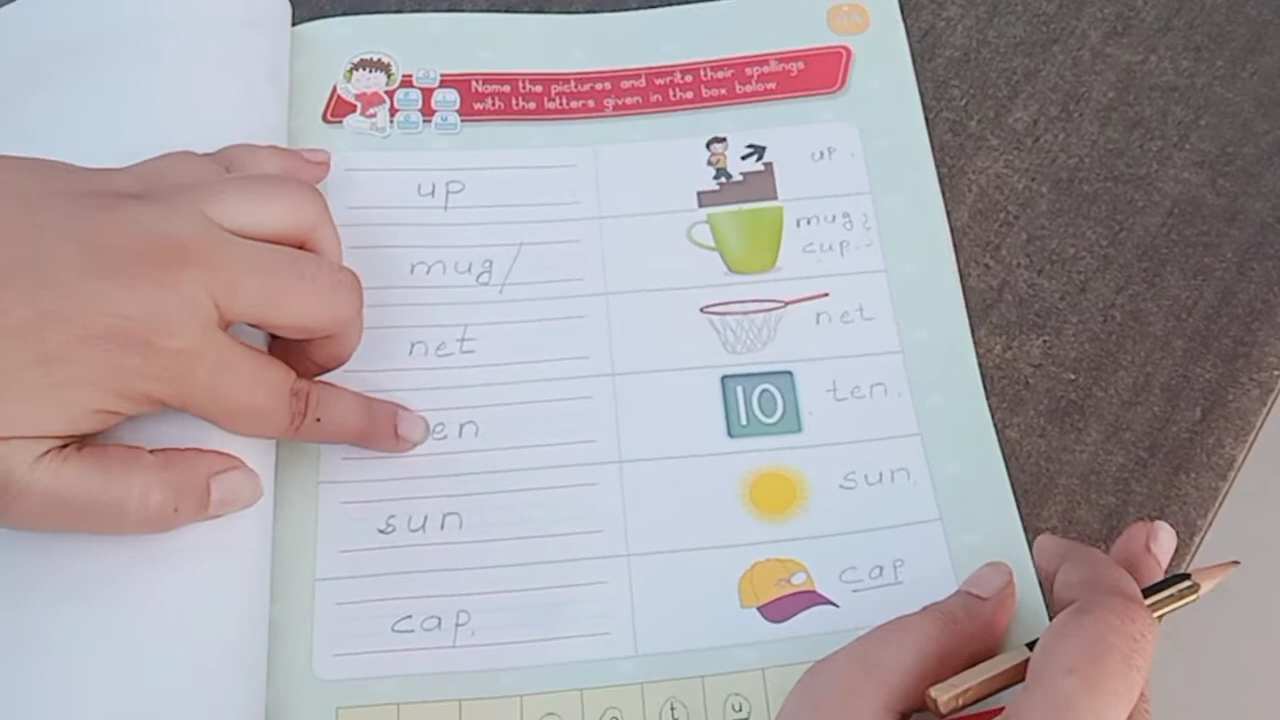 Name the pictures and write their spellings
with the letters given in the box below
up
up.
mug/
mug?
cup.?
net
net
en
10
ten.
sun
sun.
cap.
cap
t u